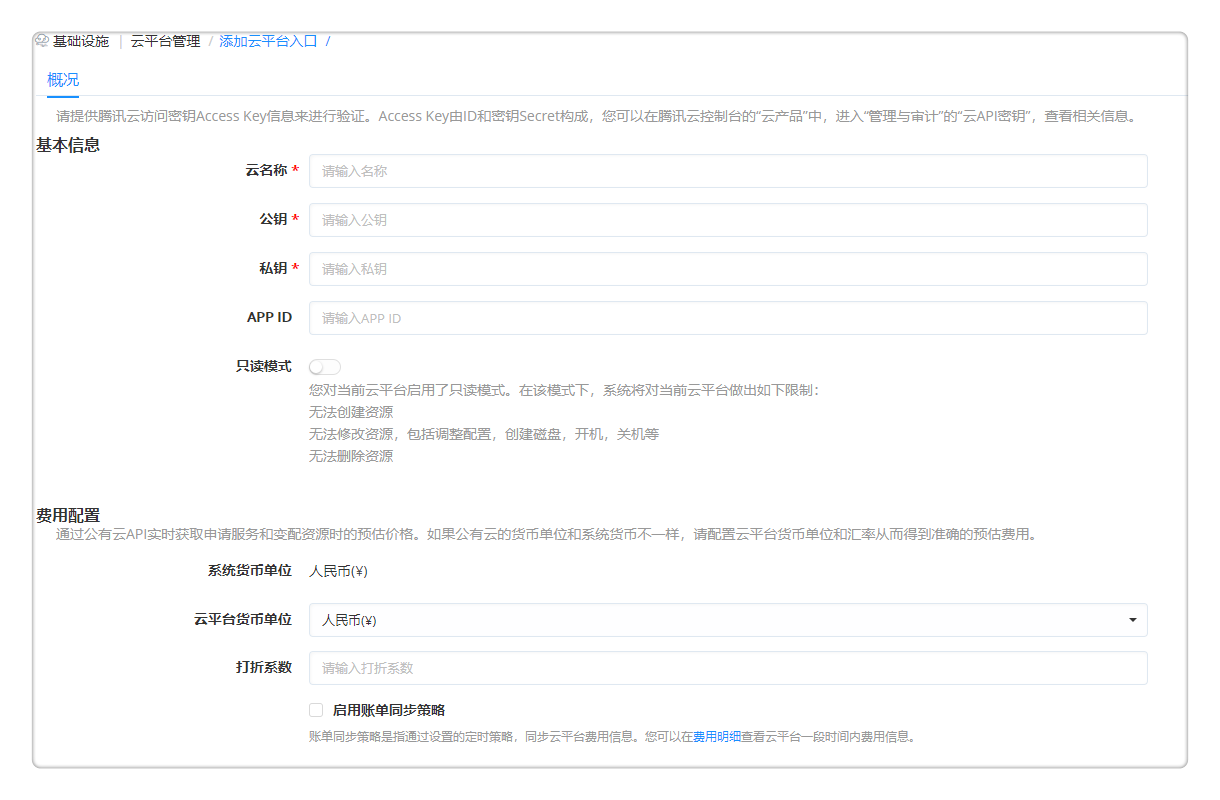 基础设施 | 云平台管理 / 添加云平台入口 /
概况
请提供腾讯云访问密钥Access Key信息来进行验证。Access Key由ID和密钥Secret构成，您可以在腾讯云控制台的“云产品”中，进入“管理与审计”的“云API密钥”，查看相关信息。
基本信息
云名称 * 请输入名称
公钥 * 请输入公钥
私钥 * 请输入私钥
APP ID 请输入APP ID
只读模式
您对当前云平台启用了只读模式。在该模式下，系统将对当前云平台做出如下限制：
无法创建资源
无法修改资源，包括调整配置，创建磁盘，开机，关机等
无法删除资源
费用配置
通过公有云API实时获取申请服务和变配资源时的预估价格。如果公有云的货币单位和系统货币不一样，请配置云平台货币单位和汇率从而得到准确的预估费用。
系统货币单位 人民币(¥)
云平台货币单位 人民币(¥)
打折系数 请输入打折系数
启用账单同步策略
账单同步策略是指通过设置的定时策略，同步云平台费用信息。您可以在费用明细查看云平台一段时间内费用信息。